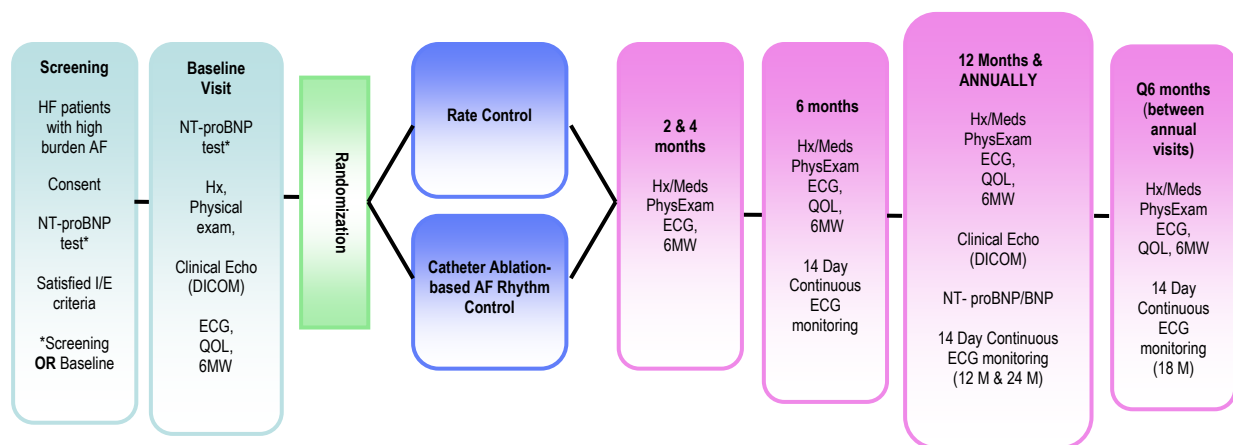 Screening
HF patients
with high
burden AF
Consent
NT-proBNP
test*
Satisfied I/E
criteria
*Screening
OR Baseline
Baseline
Visit
NT-proBNP
test*
Hx,
Physical
exam,
Clinical Echo
(DICOM)
ECG,
QOL,
6MW
Randomization
Rate Control
Catheter Ablation-
based AF Rhythm
Control
2 & 4
months
Hx/Meds
PhysExam
ECG,
6MW
6 months
Hx/Meds
PhysExam
ECG,
QOL,
6MW
14 Day
Continuous
ECG
monitoring
12 Months &
ANNUALLY
Hx/Meds
PhysExam
ECG,
QOL,
6MW
Clinical Echo
(DICOM)
NT- proBNP/BNP
14 Day Continuous
ECG monitoring
(12 M & 24 M)
Q6 months
(between
annual
visits)
Hx/Meds
PhysExam
ECG,
QOL, 6MW
14 Day
Continuous
ECG
monitoring
(18 M)